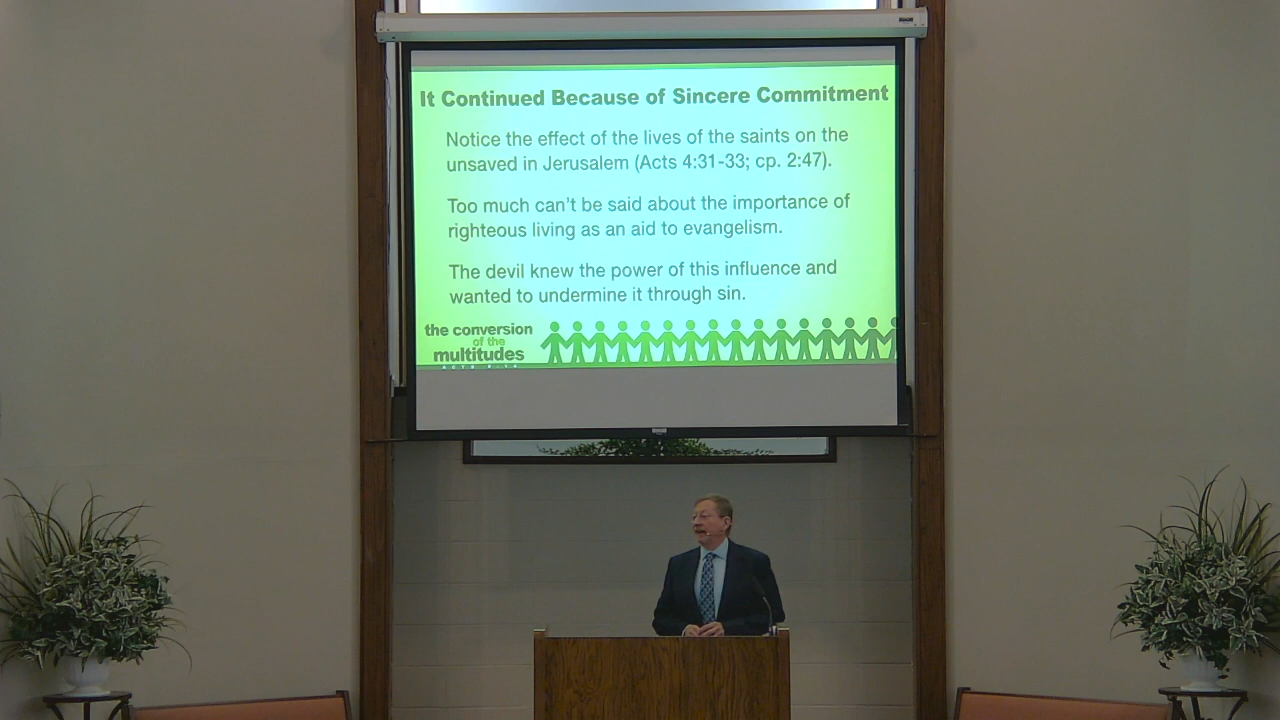 It Continued Because of Sincere Commitment
Notice the effect of the lives of the saints on the
unsaved in Jerusalem (Acts 4:31-33; cp. 2:47).
Too much can't be said about the importance of
righteous living as an aid to evangelism.
The devil knew the power of this influence and
wanted to undermine it through sin.
the conversion
of the
multitudes